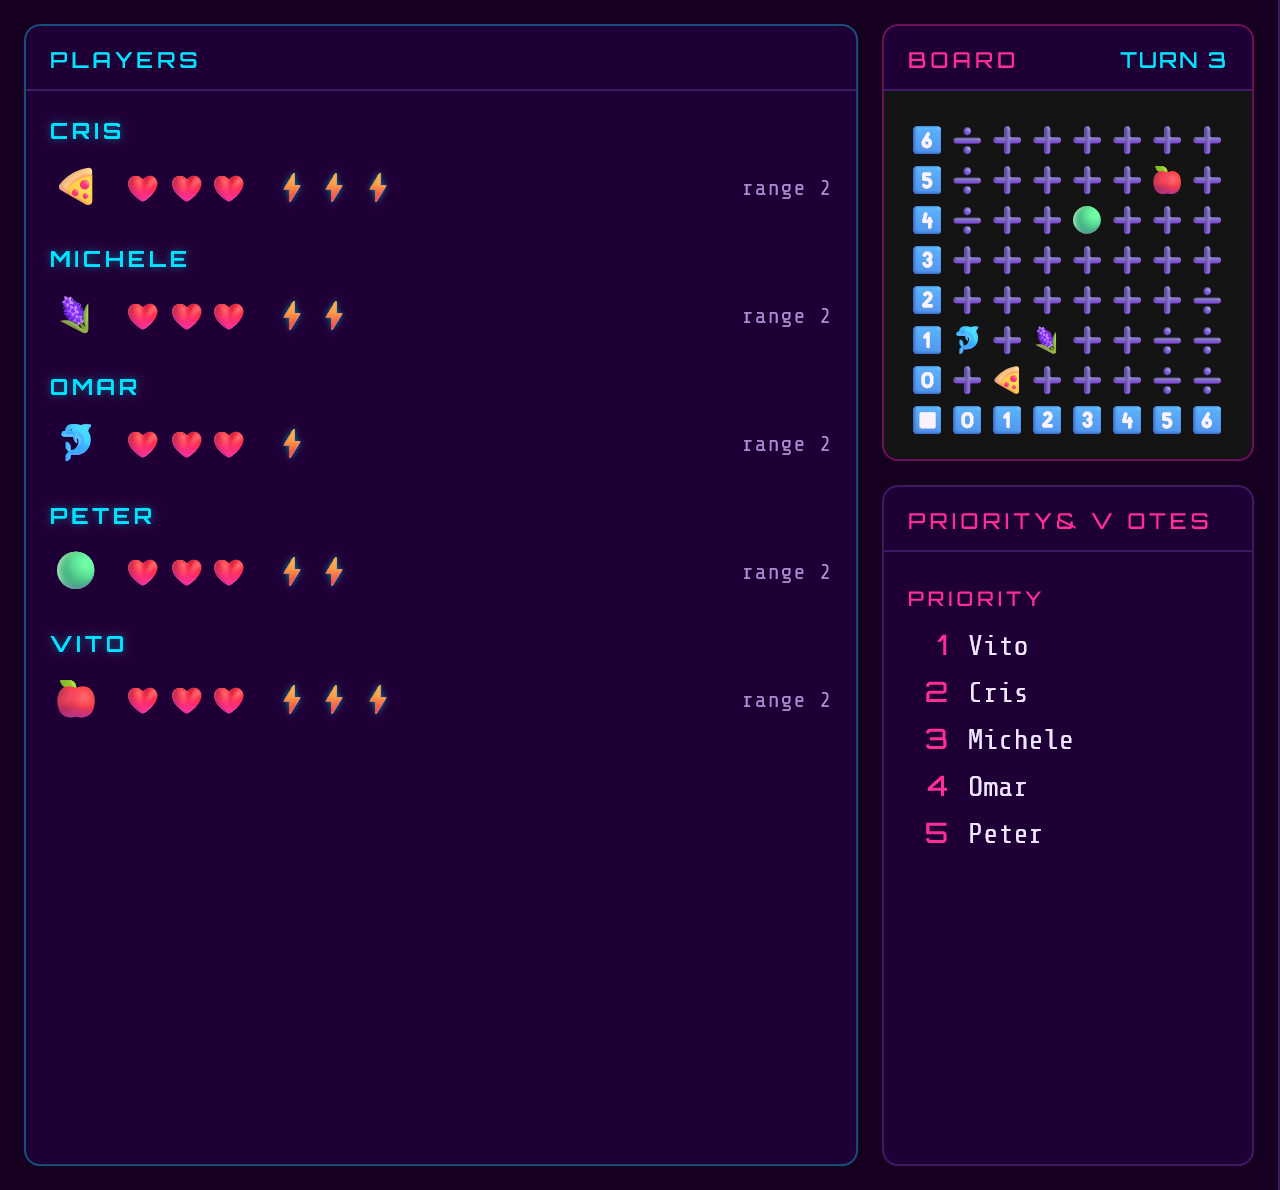 PLAYERS
CRIS
range 2
MICHELE
range 2
OMAR
range 2
PETER
range 2
VITO
range 2
BOARD TURN 3
6
5
4
3
2
1
0
0 1 2 3 4 5 6
PRIORITY& V OTES
PRIORITY
1 Vito
2 Cris
3 Michele
4 Omar
5 Peter